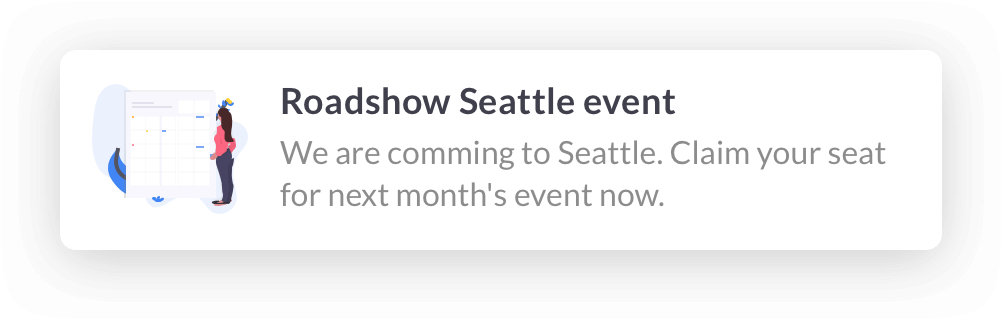 Roadshow Seattle event
We are comming to Seattle. Claim your seat
for next month's event now.